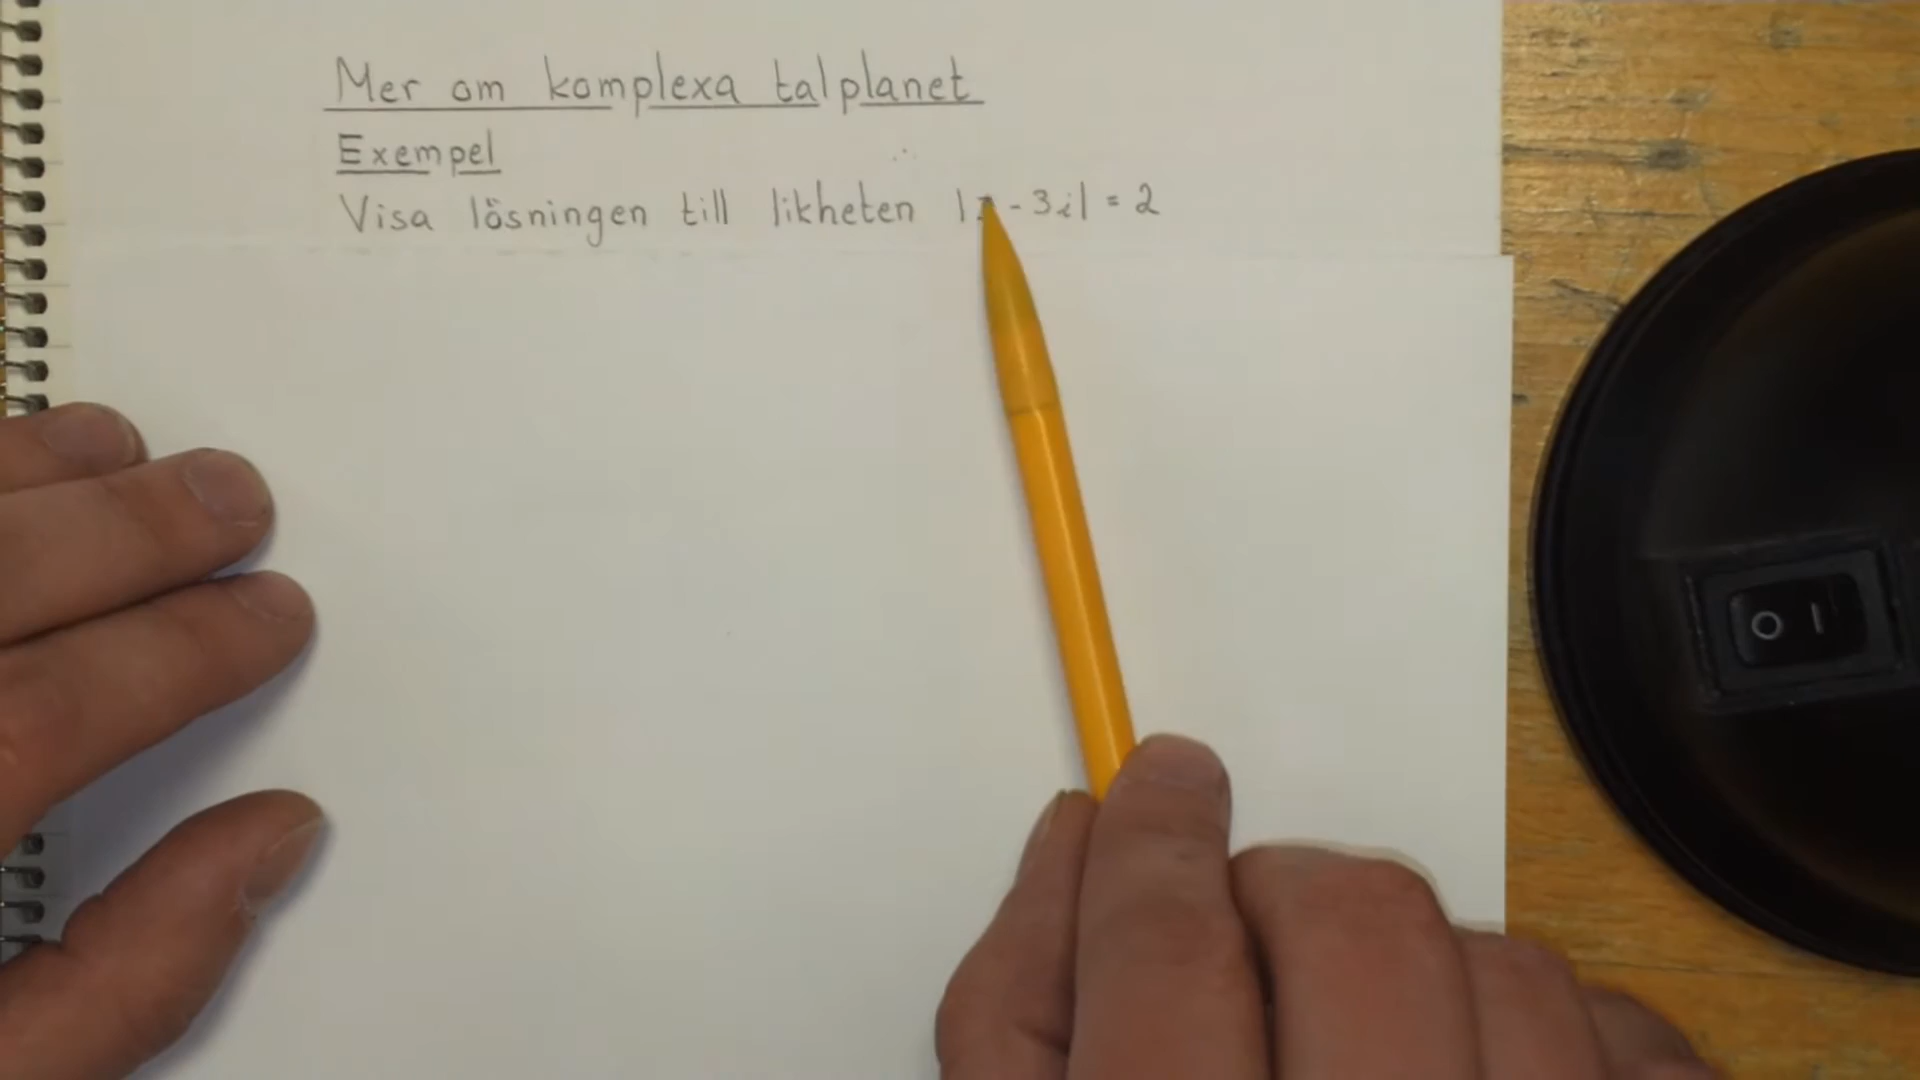 Mer om komplexa talplanet
Exempel
Visa lösningen till likheten |z - 3i| = 2